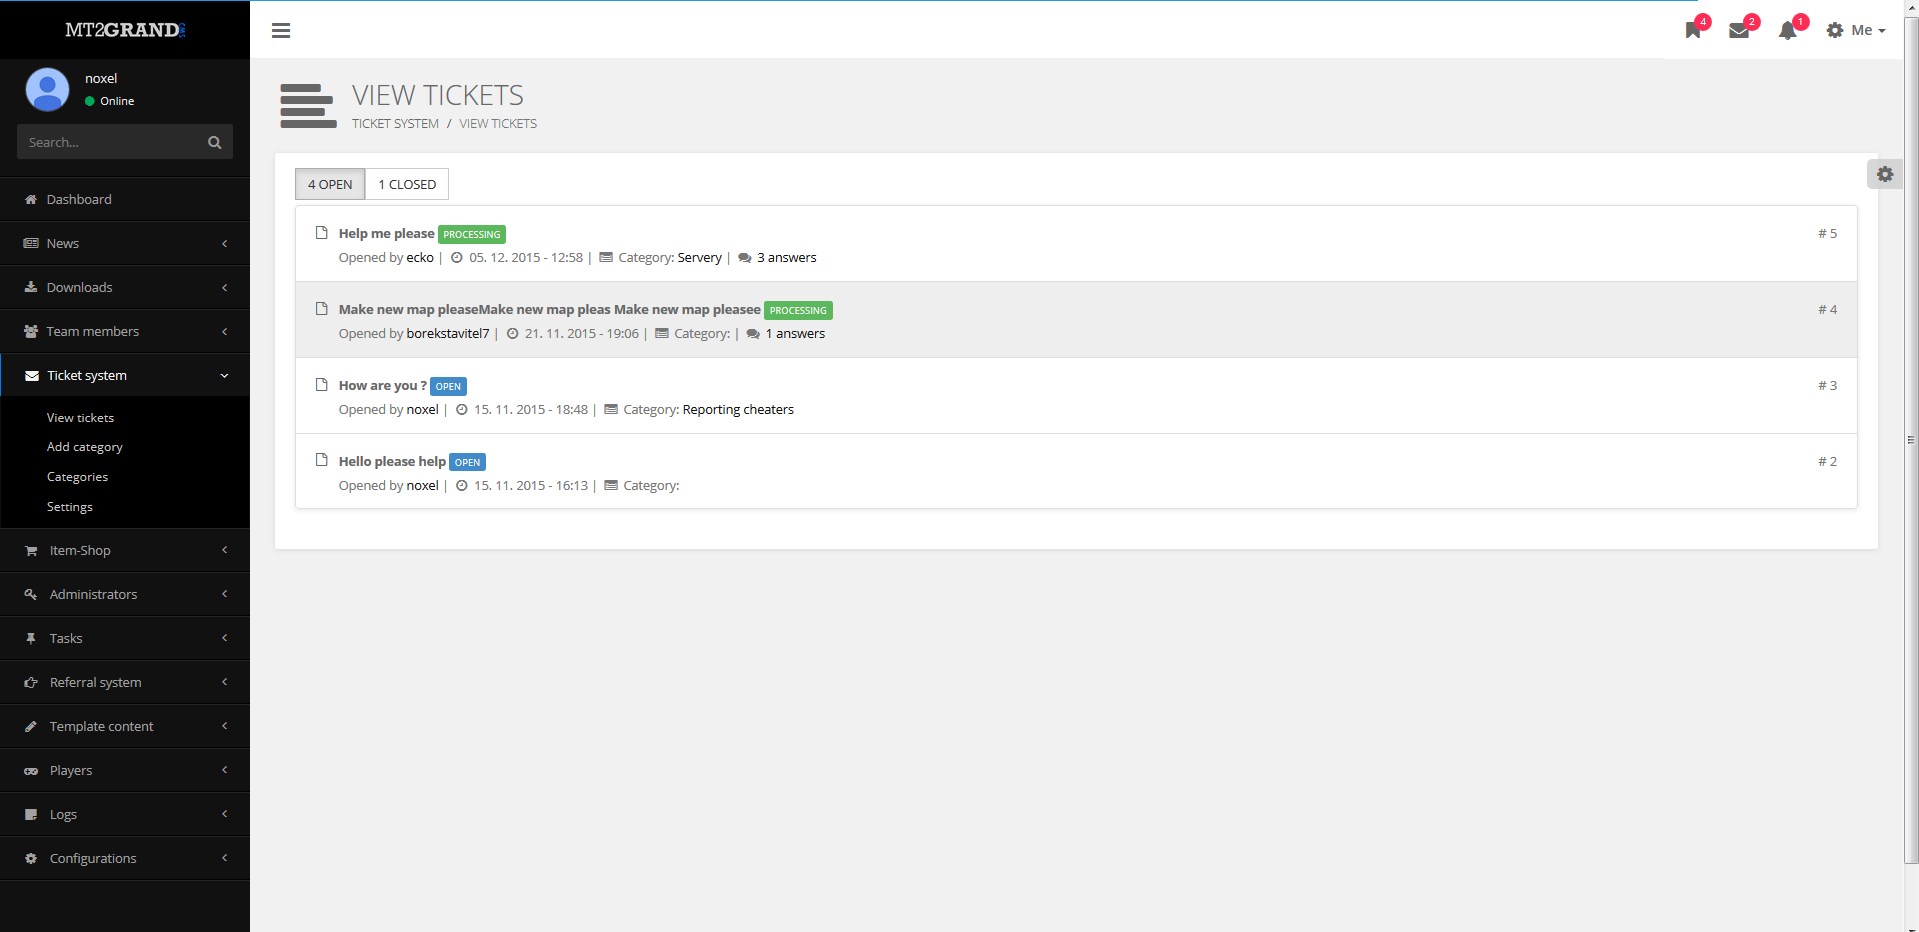 MT2GRAND CMS
noxel
Online
Search...
Dashboard
News
Downloads
Team members
Ticket system
View tickets
Add category
Categories
Settings
Item-Shop
Administrators
Tasks
Referral system
Template content
Players
Logs
Configurations
4 2 1 Me
VIEW TICKETS
TICKET SYSTEM / VIEW TICKETS
4 OPEN 1 CLOSED
Help me please PROCESSING # 5
Opened by ecko | 05. 12. 2015 - 12:58 | Category: Servery | 3 answers
Make new map pleaseMake new map pleas Make new map pleasee PROCESSING # 4
Opened by borekstavitel7 | 21. 11. 2015 - 19:06 | Category: | 1 answers
How are you ? OPEN # 3
Opened by noxel | 15. 11. 2015 - 18:48 | Category: Reporting cheaters
Hello please help OPEN # 2
Opened by noxel | 15. 11. 2015 - 16:13 | Category: